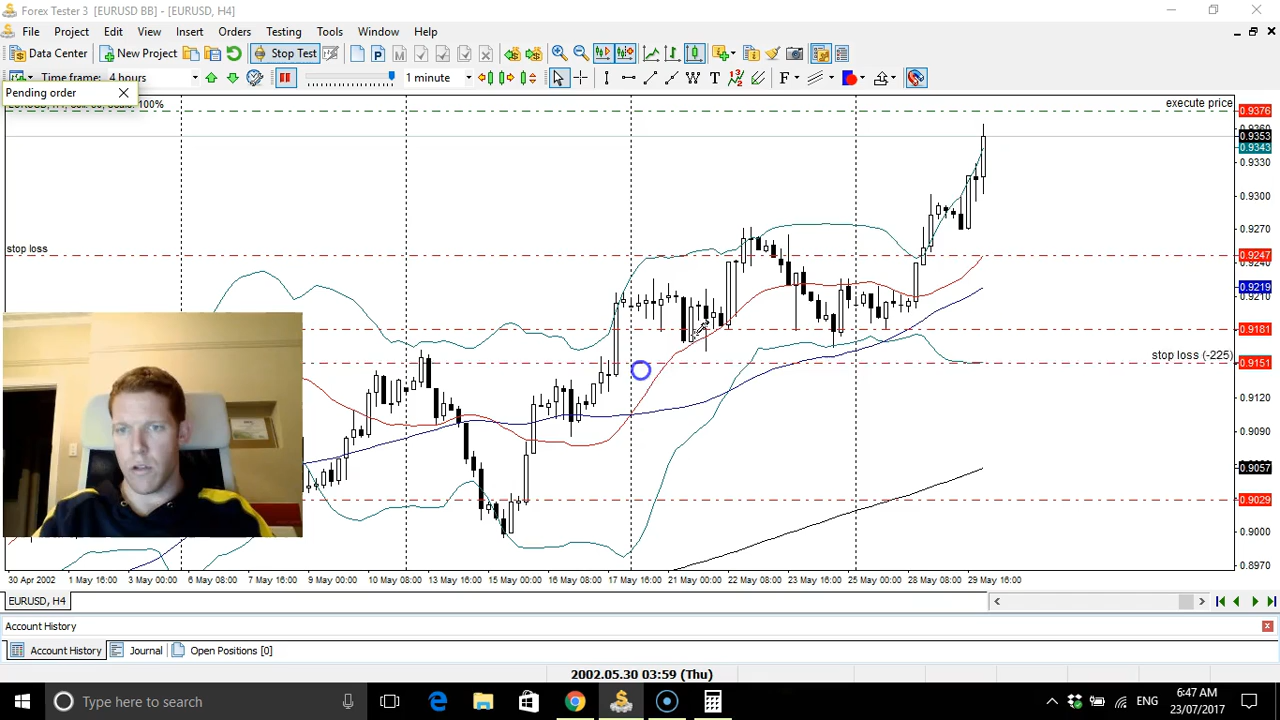 Forex Tester 3 [EURUSD BB] - [EURUSD, H4]
File Project Edit View Insert Orders Testing Tools Window Help
Data Center New Project Stop Test
Time frame: 4 hours 1 minute
Pending order
100%
execute price
0.9376
0.9353
0.9343
0.9330
0.9300
0.9270
stop loss
0.9247
0.9240
0.9219
0.9210
0.9181
stop loss (-225)
0.9151
0.9120
0.9090
0.9057
0.9029
0.9000
0.8970
30 Apr 2002 1 May 16:00 3 May 00:00 6 May 08:00 7 May 16:00 9 May 00:00 10 May 08:00 13 May 16:00 15 May 00:00 16 May 08:00 17 May 16:00 21 May 00:00 22 May 08:00 23 May 16:00 25 May 00:00 28 May 08:00 29 May 16:00
EURUSD, H4
Account History
Account History Journal Open Positions [0]
2002.05.30 03:59 (Thu)
Type here to search
ENG
6:47 AM
23/07/2017